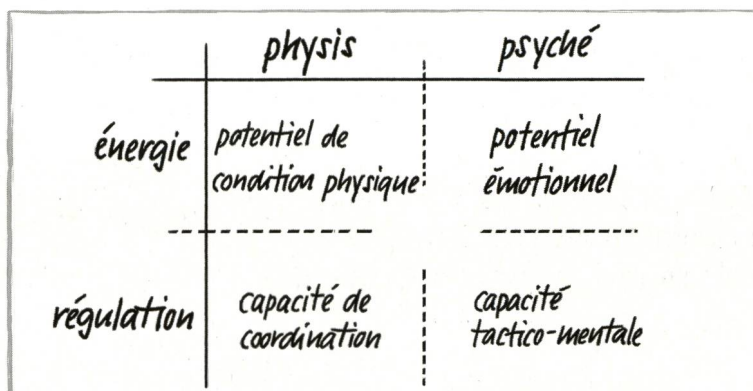 physis psyché
énergie potentiel de potentiel
condition physique émotionnel
régulation capacité de capacité
coordination tactico-mentale